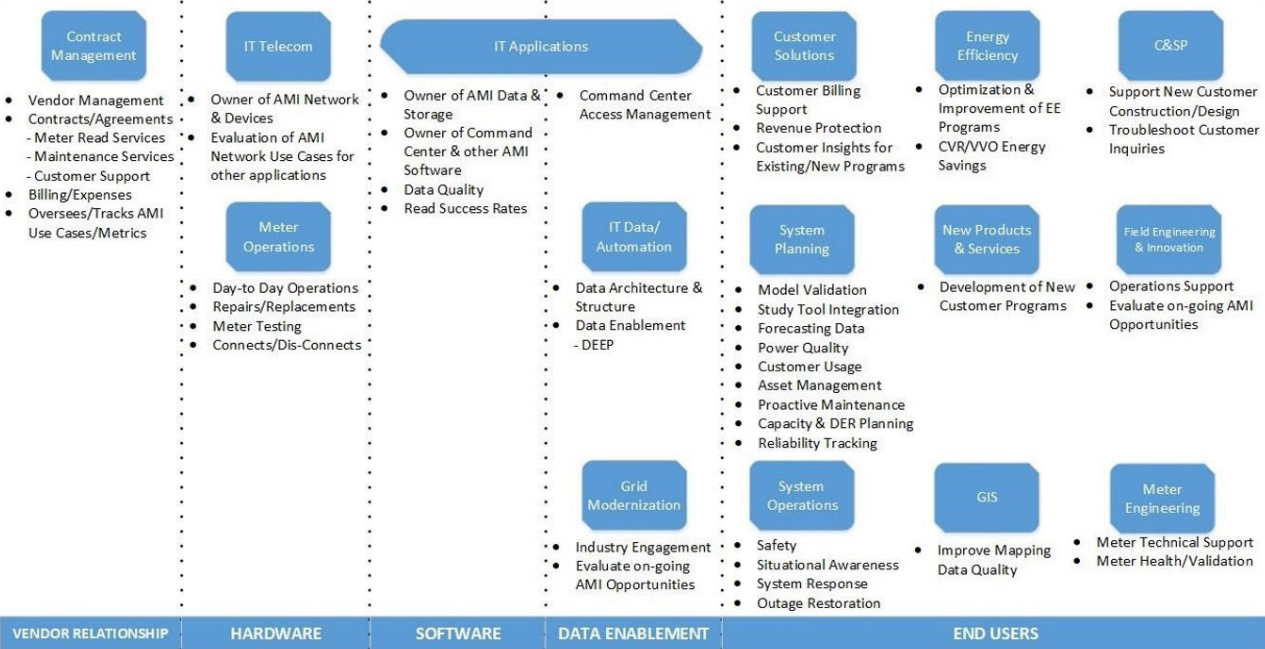 Contract
Management
• Vendor Management
• Contracts/Agreements
- Meter Read Services
- Maintenance Services
- Customer Support
• Billing/Expenses
• Oversees/Tracks AMI
Use Cases/Metrics
IT Telecom
• Owner of AMI Network
& Devices
• Evaluation of AMI
Network Use Cases for
other applications
Meter
Operations
• Day-to Day Operations
• Repairs/Replacements
• Meter Testing
• Connects/Dis-Connects
IT Applications
• Owner of AMI Data &
Storage
• Owner of Command
Center & other AMI
Software
• Data Quality
• Read Success Rates
• Command Center
Access Management
IT Data/
Automation
• Data Architecture &
Structure
• Data Enablement
- DEEP
Grid
Modernization
• Industry Engagement
• Evaluate on-going
AMI Opportunities
Customer
Solutions
• Customer Billing
Support
• Revenue Protection
• Customer Insights for
Existing/New Programs
Energy
Efficiency
• Optimization &
Improvement of EE
Programs
• CVR/VVO Energy
Savings
C&SP
• Support New Customer
Construction/Design
• Troubleshoot Customer
Inquiries
System
Planning
• Model Validation
• Study Tool Integration
• Forecasting Data
• Power Quality
• Customer Usage
• Asset Management
• Proactive Maintenance
• Capacity & DER Planning
• Reliability Tracking
New Products
& Services
• Development of New
Customer Programs
Field Engineering
& Innovation
• Operations Support
• Evaluate on-going AMI
Opportunities
System
Operations
• Safety
• Situational Awareness
• System Response
• Outage Restoration
GIS
• Improve Mapping
Data Quality
Meter
Engineering
• Meter Technical Support
• Meter Health/Validation
VENDOR RELATIONSHIP
HARDWARE
SOFTWARE
DATA ENABLEMENT
END USERS